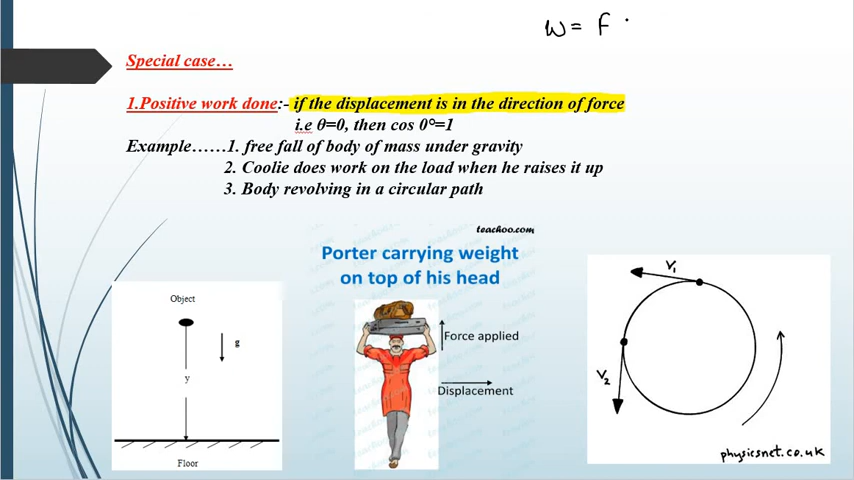 w = F ·
Special case…
1.Positive work done:- if the displacement is in the direction of force
i.e θ=0, then cos 0°=1
Example……1. free fall of body of mass under gravity
2. Coolie does work on the load when he raises it up
3. Body revolving in a circular path
teachoo.com
Porter carrying weight
on top of his head
Object
g
y
Floor
Force applied
Displacement
V1
V2
physicsnet.co.uk